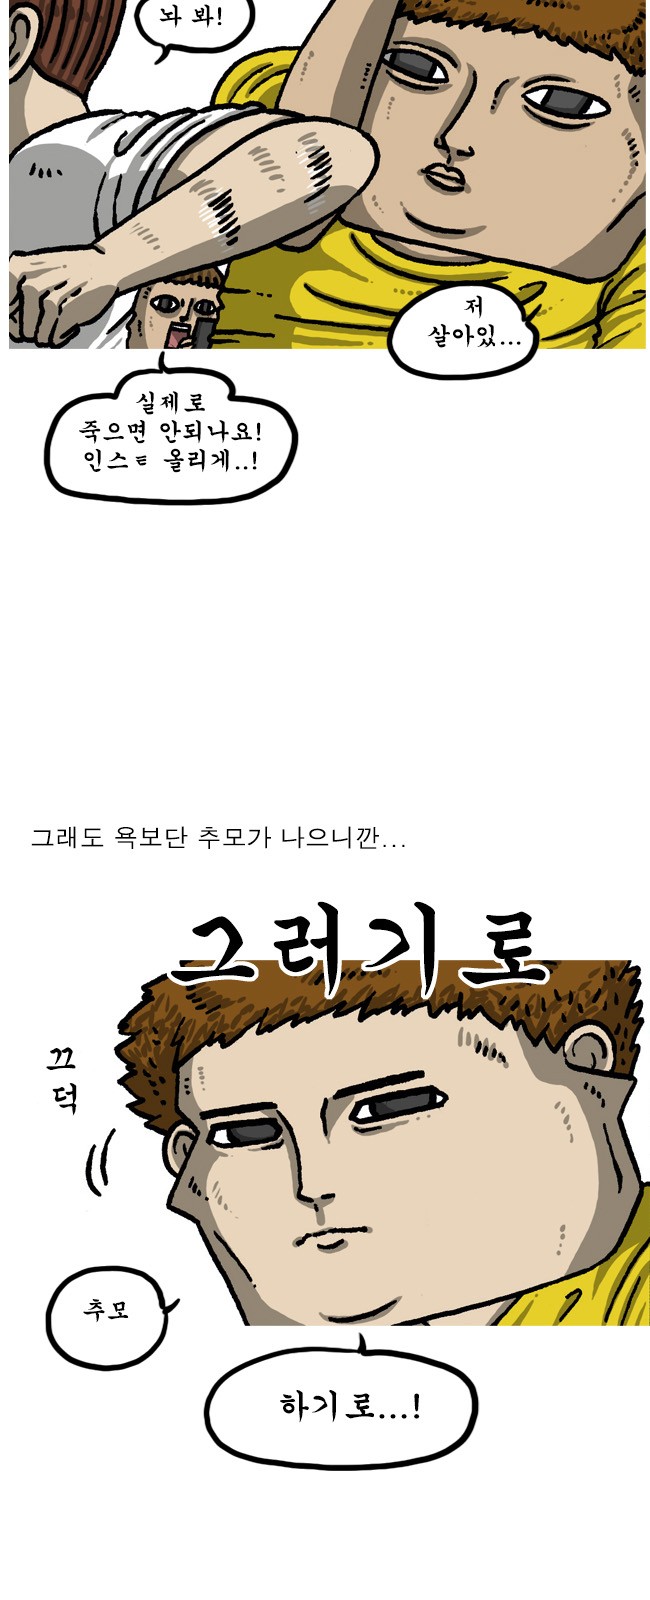 놔 봐!
저
살아있...
실제로
죽으면 안되나요!
인스ㅌ 올리게..!
그래도 욕보단 추모가 나으니깐...
그러기로
끄
덕
추모
하기로...!